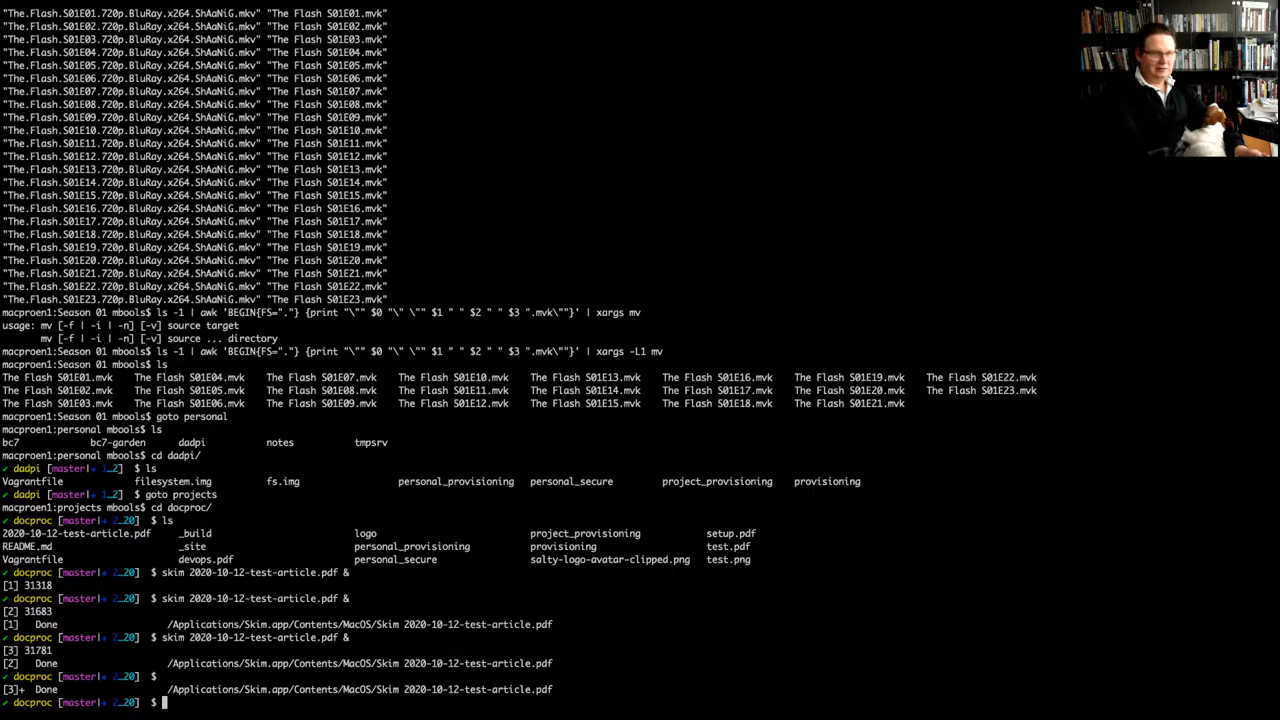 "The.Flash.S01E01.720p.BluRay.x264.ShAaNiG.mkv" "The Flash S01E01.mvk"
"The.Flash.S01E02.720p.BluRay.x264.ShAaNiG.mkv" "The Flash S01E02.mvk"
"The.Flash.S01E03.720p.BluRay.x264.ShAaNiG.mkv" "The Flash S01E03.mvk"
"The.Flash.S01E04.720p.BluRay.x264.ShAaNiG.mkv" "The Flash S01E04.mvk"
"The.Flash.S01E05.720p.BluRay.x264.ShAaNiG.mkv" "The Flash S01E05.mvk"
"The.Flash.S01E06.720p.BluRay.x264.ShAaNiG.mkv" "The Flash S01E06.mvk"
"The.Flash.S01E07.720p.BluRay.x264.ShAaNiG.mkv" "The Flash S01E07.mvk"
"The.Flash.S01E08.720p.BluRay.x264.ShAaNiG.mkv" "The Flash S01E08.mvk"
"The.Flash.S01E09.720p.BluRay.x264.ShAaNiG.mkv" "The Flash S01E09.mvk"
"The.Flash.S01E10.720p.BluRay.x264.ShAaNiG.mkv" "The Flash S01E10.mvk"
"The.Flash.S01E11.720p.BluRay.x264.ShAaNiG.mkv" "The Flash S01E11.mvk"
"The.Flash.S01E12.720p.BluRay.x264.ShAaNiG.mkv" "The Flash S01E12.mvk"
"The.Flash.S01E13.720p.BluRay.x264.ShAaNiG.mkv" "The Flash S01E13.mvk"
"The.Flash.S01E14.720p.BluRay.x264.ShAaNiG.mkv" "The Flash S01E14.mvk"
"The.Flash.S01E15.720p.BluRay.x264.ShAaNiG.mkv" "The Flash S01E15.mvk"
"The.Flash.S01E16.720p.BluRay.x264.ShAaNiG.mkv" "The Flash S01E16.mvk"
"The.Flash.S01E17.720p.BluRay.x264.ShAaNiG.mkv" "The Flash S01E17.mvk"
"The.Flash.S01E18.720p.BluRay.x264.ShAaNiG.mkv" "The Flash S01E18.mvk"
"The.Flash.S01E19.720p.BluRay.x264.ShAaNiG.mkv" "The Flash S01E19.mvk"
"The.Flash.S01E20.720p.BluRay.x264.ShAaNiG.mkv" "The Flash S01E20.mvk"
"The.Flash.S01E21.720p.BluRay.x264.ShAaNiG.mkv" "The Flash S01E21.mvk"
"The.Flash.S01E22.720p.BluRay.x264.ShAaNiG.mkv" "The Flash S01E22.mvk"
"The.Flash.S01E23.720p.BluRay.x264.ShAaNiG.mkv" "The Flash S01E23.mvk"
macproen1:Season 01 mbools$ ls -1 | awk 'BEGIN{FS="."} {print "\"" $0 "\" \"" $1 " " $2 " " $3 ".mvk\""}' | xargs mv
usage: mv [-f | -i | -n] [-v] source target
       mv [-f | -i | -n] [-v] source ... directory
macproen1:Season 01 mbools$ ls -1 | awk 'BEGIN{FS="."} {print "\"" $0 "\" \"" $1 " " $2 " " $3 ".mvk\""}' | xargs -L1 mv
macproen1:Season 01 mbools$ ls
The Flash S01E01.mvk The Flash S01E04.mvk The Flash S01E07.mvk The Flash S01E10.mvk The Flash S01E13.mvk The Flash S01E16.mvk The Flash S01E19.mvk The Flash S01E22.mvk
The Flash S01E02.mvk The Flash S01E05.mvk The Flash S01E08.mvk The Flash S01E11.mvk The Flash S01E14.mvk The Flash S01E17.mvk The Flash S01E20.mvk The Flash S01E23.mvk
The Flash S01E03.mvk The Flash S01E06.mvk The Flash S01E09.mvk The Flash S01E12.mvk The Flash S01E15.mvk The Flash S01E18.mvk The Flash S01E21.mvk
macproen1:Season 01 mbools$ goto personal
macproen1:personal mbools$ ls
bc7 bc7-garden dadpi notes tmpsrv
macproen1:personal mbools$ cd dadpi/
✔ dadpi [master|✚ 1…2] $ ls
Vagrantfile filesystem.img fs.img personal_provisioning personal_secure project_provisioning provisioning
✔ dadpi [master|✚ 1…2] $ goto projects
macproen1:projects mbools$ cd docproc/
✔ docproc [master|✚ 2…20] $ ls
2020-10-12-test-article.pdf _build logo project_provisioning setup.pdf
README.md _site personal_provisioning provisioning test.pdf
Vagrantfile devops.pdf personal_secure salty-logo-avatar-clipped.png test.png
✔ docproc [master|✚ 2…20] $ skim 2020-10-12-test-article.pdf &
[1] 31318
✔ docproc [master|✚ 2…20] $ skim 2020-10-12-test-article.pdf &
[2] 31683
[1] Done /Applications/Skim.app/Contents/MacOS/Skim 2020-10-12-test-article.pdf
✔ docproc [master|✚ 2…20] $ skim 2020-10-12-test-article.pdf &
[3] 31781
[2] Done /Applications/Skim.app/Contents/MacOS/Skim 2020-10-12-test-article.pdf
✔ docproc [master|✚ 2…20] $
[3]+ Done /Applications/Skim.app/Contents/MacOS/Skim 2020-10-12-test-article.pdf
✔ docproc [master|✚ 2…20] $